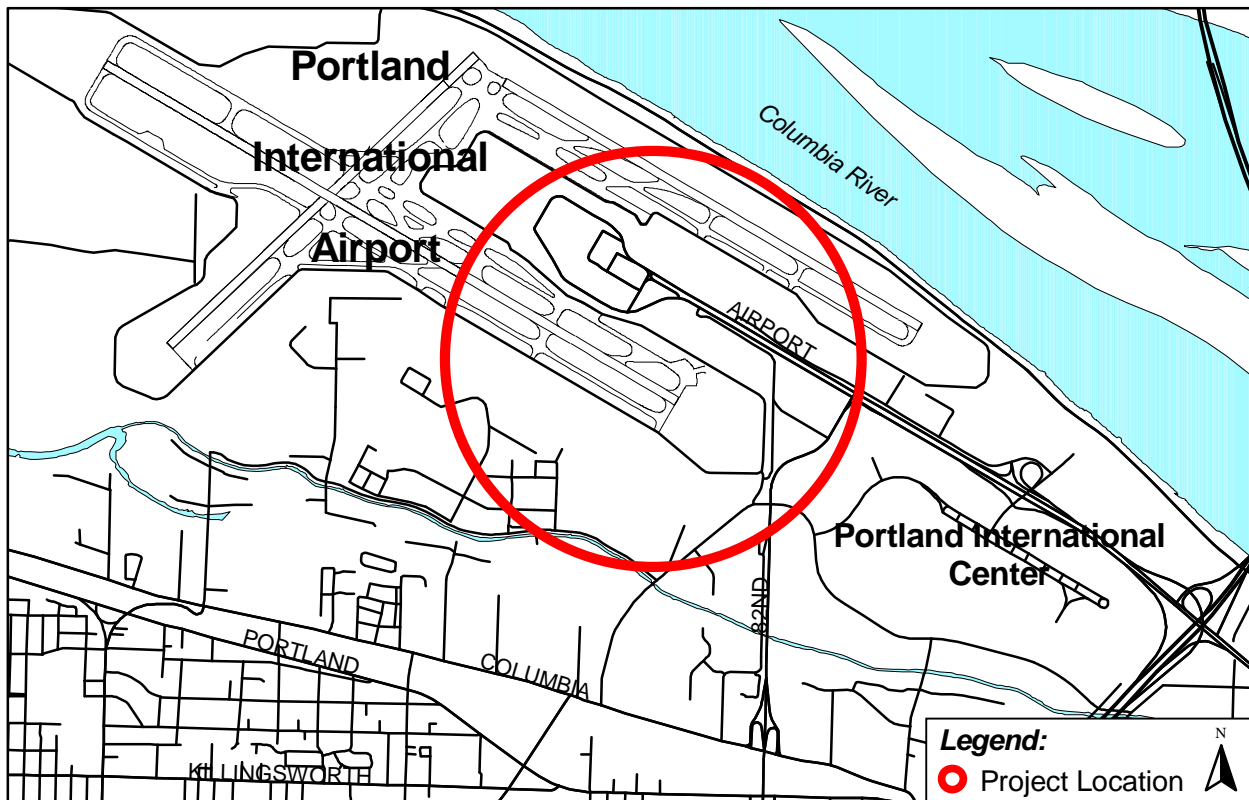 Portland
International
Airport
Columbia River
AIRPORT
Portland International
Center
82ND
PORTLAND
COLUMBIA
KILLINGSWORTH
Legend:
Project Location
N